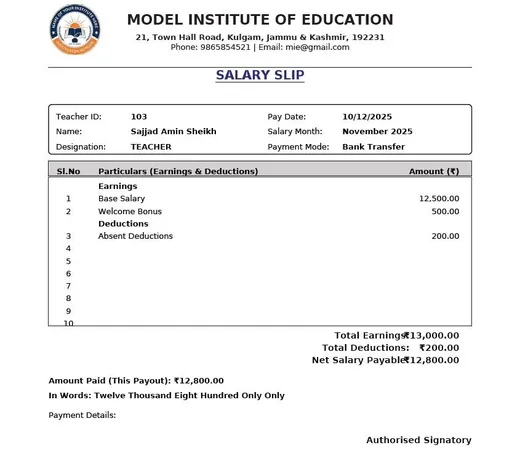 MODEL INSTITUTE OF EDUCATION
21, Town Hall Road, Kulgam, Jammu & Kashmir, 192231
Phone: 9865854521 | Email: mie@gmail.com
SALARY SLIP
Teacher ID: 103 Pay Date: 10/12/2025
Name: Sajjad Amin Sheikh Salary Month: November 2025
Designation: TEACHER Payment Mode: Bank Transfer
Sl.No Particulars (Earnings & Deductions) Amount (₹)
Earnings
1 Base Salary 12,500.00
2 Welcome Bonus 500.00
Deductions
3 Absent Deductions 200.00
4
5
6
7
8
9
10
Total Earnings ₹13,000.00
Total Deductions: ₹200.00
Net Salary Payable ₹12,800.00
Amount Paid (This Payout): ₹12,800.00
In Words: Twelve Thousand Eight Hundred Only Only
Payment Details:
Authorised Signatory